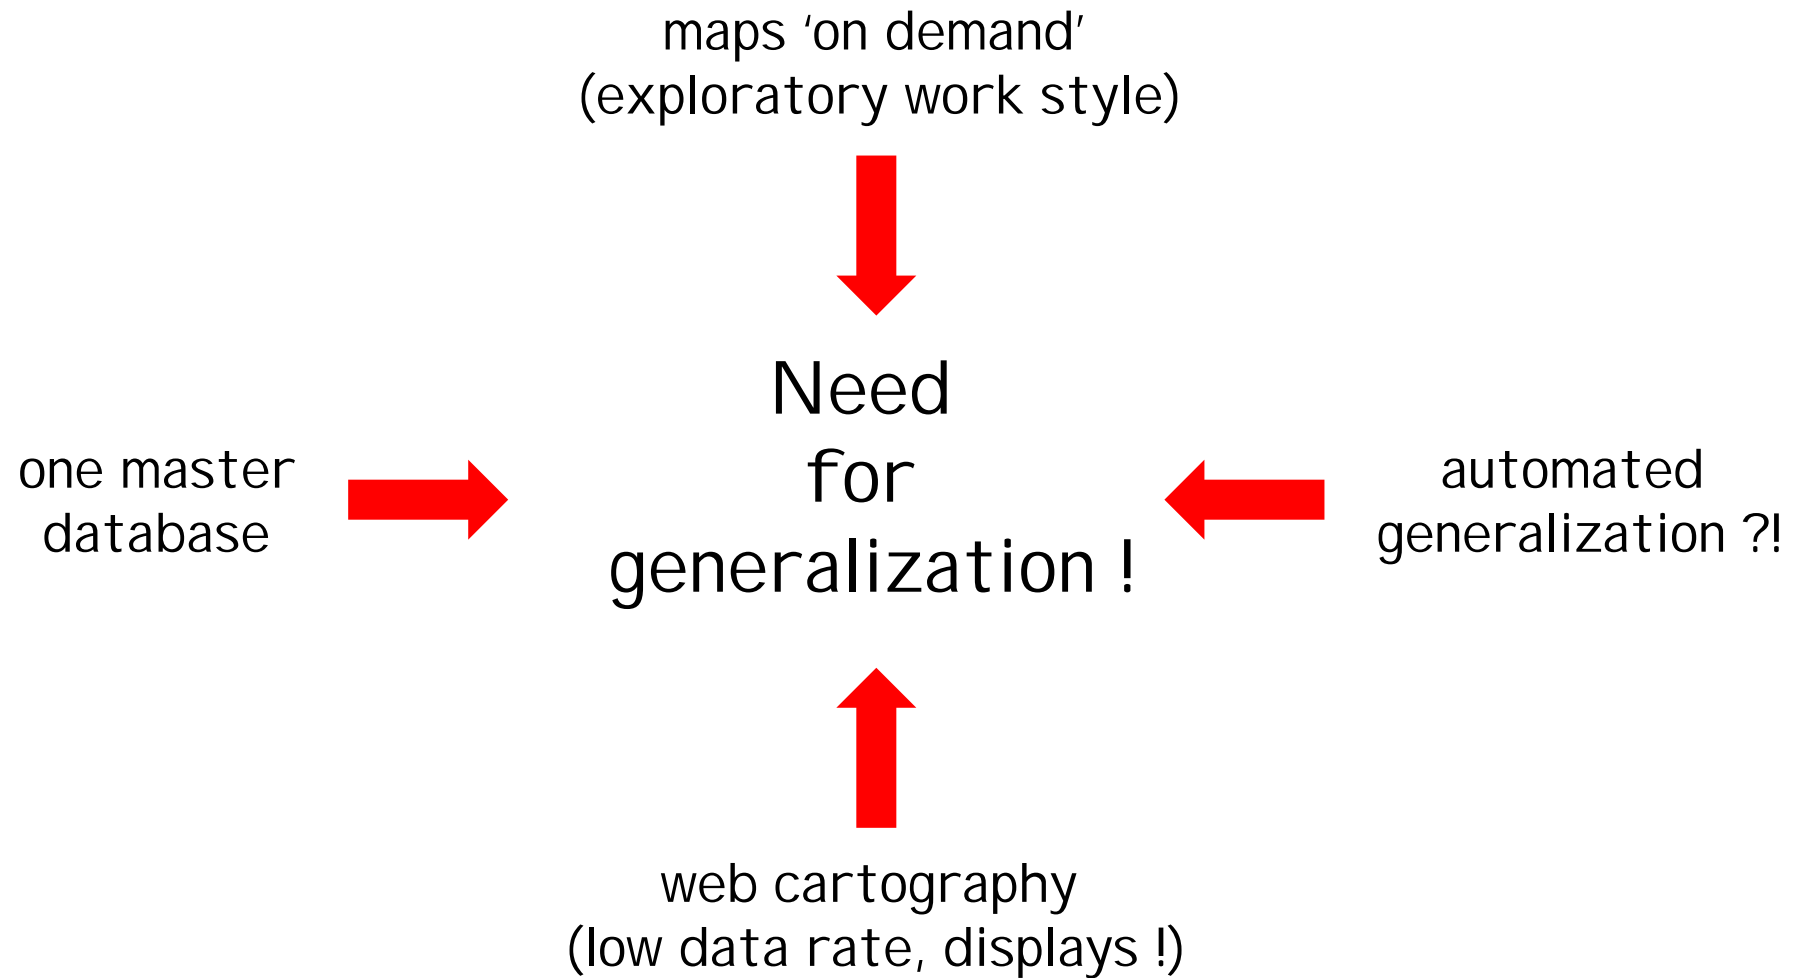 maps ‘on demand’
(exploratory work style)
Need
for
generalization !
one master
database
automated
generalization ?!
web cartography
(low data rate, displays !)